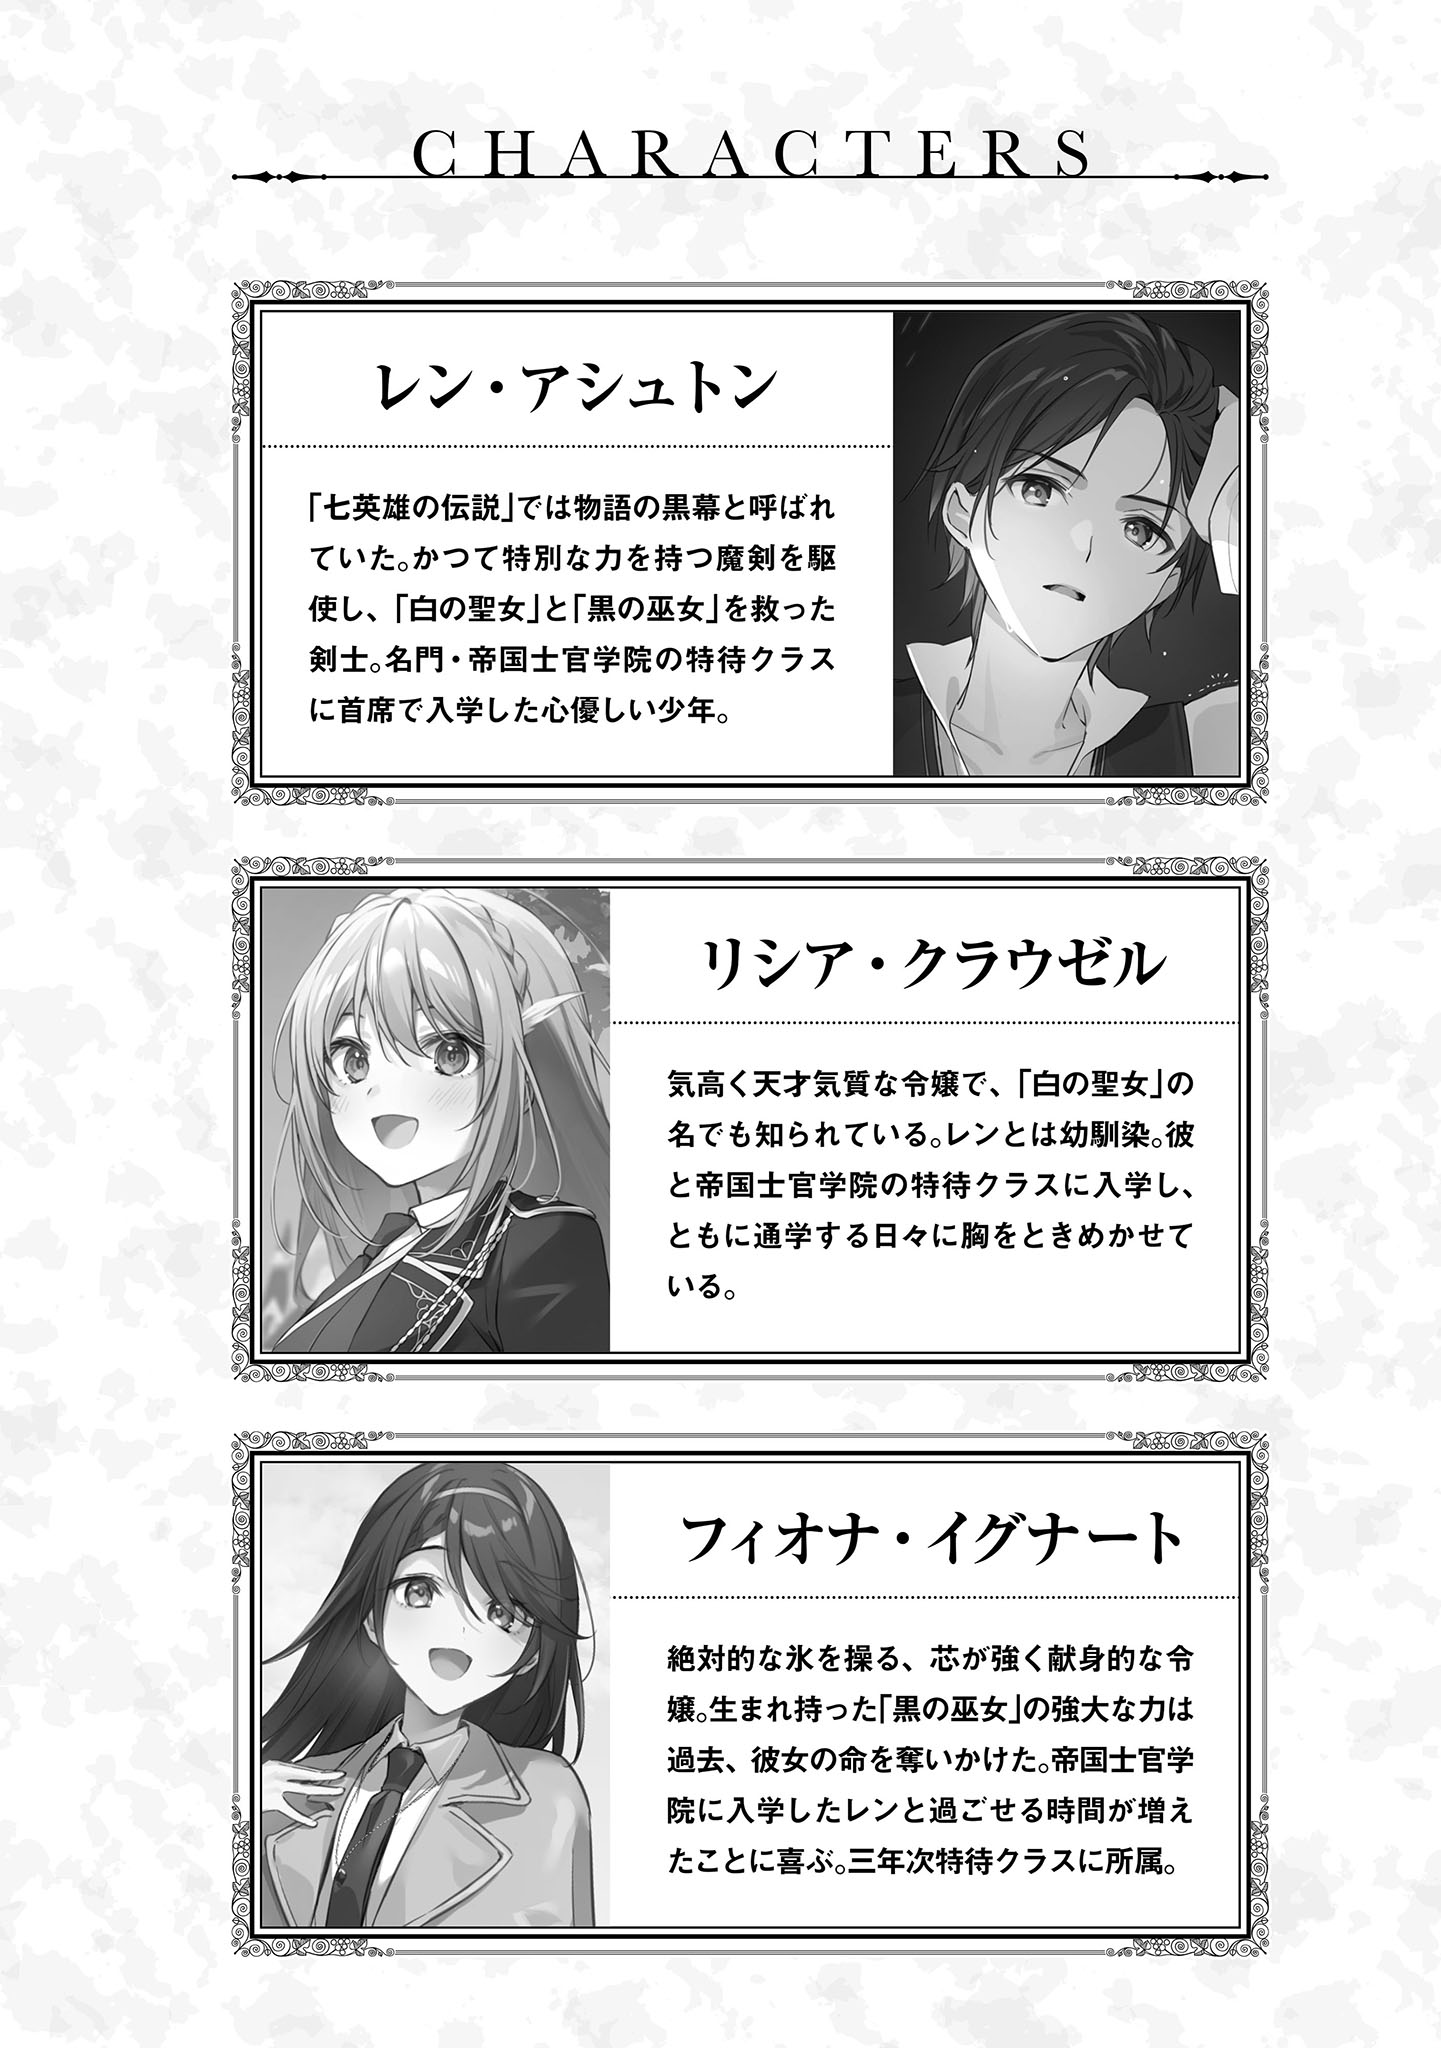 CHARACTERS
レン・アシュトン
「七英雄の伝説」では物語の黒幕と呼ばれ
ていた。かつて特別な力を持つ魔剣を駆
使し、「白の聖女」と「黒の巫女」を救った
剣士。名門・帝国士官学院の特待クラス
に首席で入学した心優しい少年。
リシア・クラウゼル
気高く天才気質な令嬢で、「白の聖女」の
名でも知られている。レンとは幼馴染。彼
と帝国士官学院の特待クラスに入学し、
ともに通学する日々に胸をときめかせて
いる。
フィオナ・イグナート
絶対的な氷を操る、芯が強く献身的な令
嬢。生まれ持った「黒の巫女」の強大な力は
過去、彼女の命を奪いかけた。帝国士官学
院に入学したレンと過ごせる時間が増え
たことに喜ぶ。三年次特待クラスに所属。